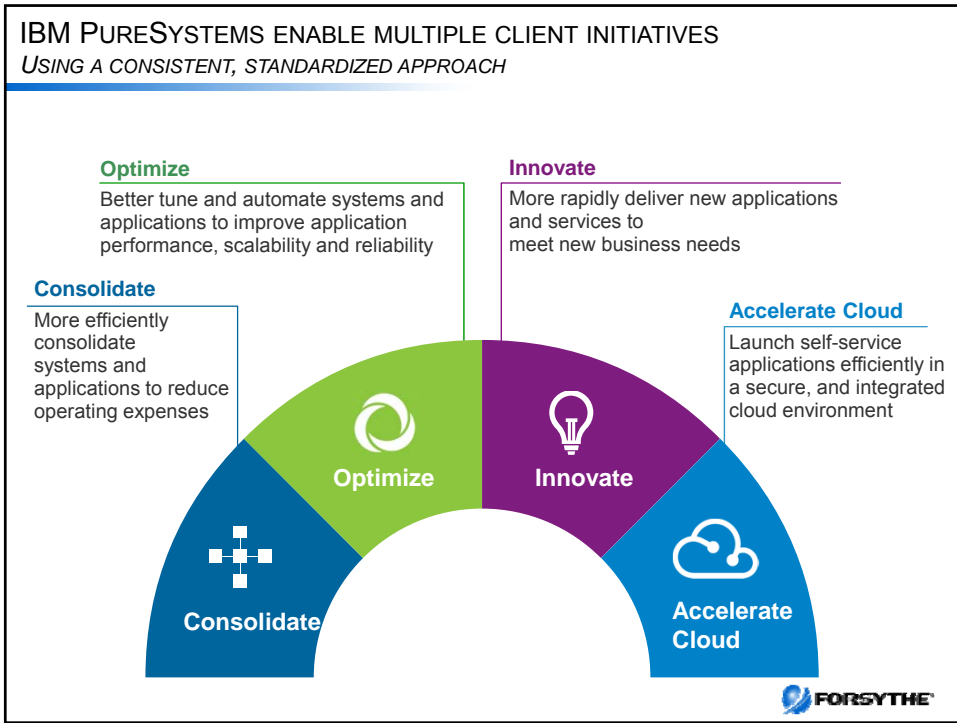 IBM PURESYSTEMS ENABLE MULTIPLE CLIENT INITIATIVES
USING A CONSISTENT, STANDARDIZED APPROACH
Optimize
Better tune and automate systems and
applications to improve application
performance, scalability and reliability
Innovate
More rapidly deliver new applications
and services to
meet new business needs
Consolidate
More efficiently
consolidate
systems and
applications to reduce
operating expenses
Accelerate Cloud
Launch self-service
applications efficiently in
a secure, and integrated
cloud environment
Optimize
Innovate
Consolidate
Accelerate
Cloud
FORSYTHE